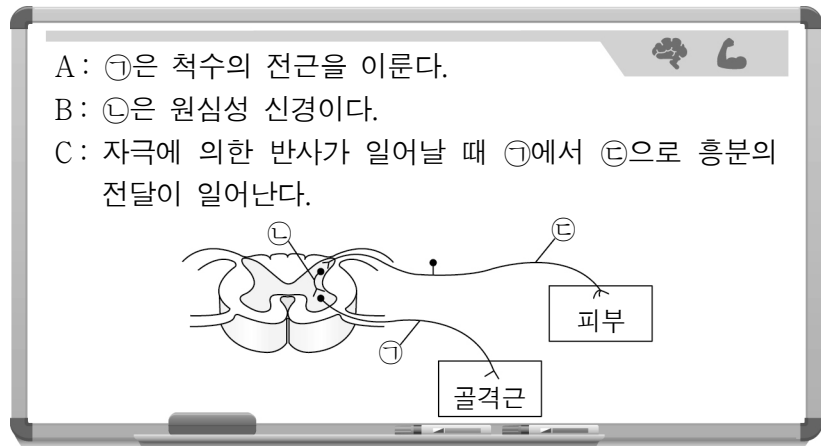 A: ㉠은 척수의 전근을 이룬다.
B: ㉡은 원심성 신경이다.
C: 자극에 의한 반사가 일어날 때 ㉠에서 ㉢으로 흥분의
전달이 일어난다.
㉡
㉢
피부
㉠
골격근